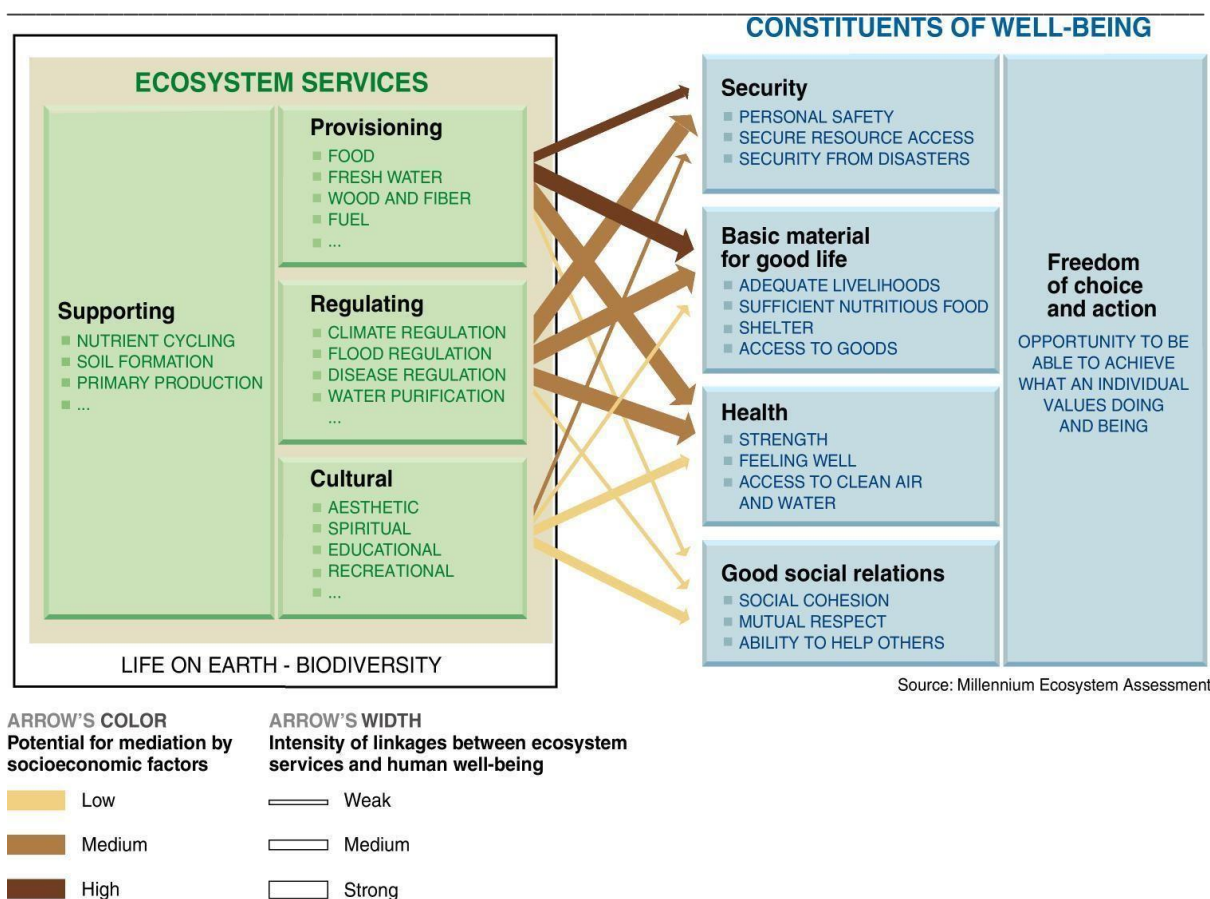 CONSTITUENTS OF WELL-BEING
ECOSYSTEM SERVICES
Supporting
NUTRIENT CYCLING
SOIL FORMATION
PRIMARY PRODUCTION
...
Provisioning
FOOD
FRESH WATER
WOOD AND FIBER
FUEL
...
Regulating
CLIMATE REGULATION
FLOOD REGULATION
DISEASE REGULATION
WATER PURIFICATION
...
Cultural
AESTHETIC
SPIRITUAL
EDUCATIONAL
RECREATIONAL
...
LIFE ON EARTH - BIODIVERSITY
Security
PERSONAL SAFETY
SECURE RESOURCE ACCESS
SECURITY FROM DISASTERS
Basic material
for good life
ADEQUATE LIVELIHOODS
SUFFICIENT NUTRITIOUS FOOD
SHELTER
ACCESS TO GOODS
Health
STRENGTH
FEELING WELL
ACCESS TO CLEAN AIR
AND WATER
Good social relations
SOCIAL COHESION
MUTUAL RESPECT
ABILITY TO HELP OTHERS
Freedom
of choice
and action
OPPORTUNITY TO BE
ABLE TO ACHIEVE
WHAT AN INDIVIDUAL
VALUES DOING
AND BEING
Source: Millennium Ecosystem Assessment
ARROW'S COLOR
Potential for mediation by
socioeconomic factors
Low
Medium
High
ARROW'S WIDTH
Intensity of linkages between ecosystem
services and human well-being
Weak
Medium
Strong